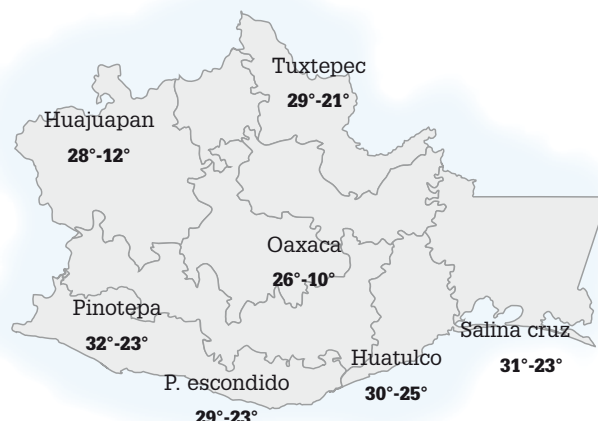 Tuxtepec
29°-21°
Huajuapan
28°-12°
Oaxaca
26°-10°
Pinotepa
32°-23°
Salina cruz
31°-23°
Huatulco
30°-25°
P. escondido
29°-23°